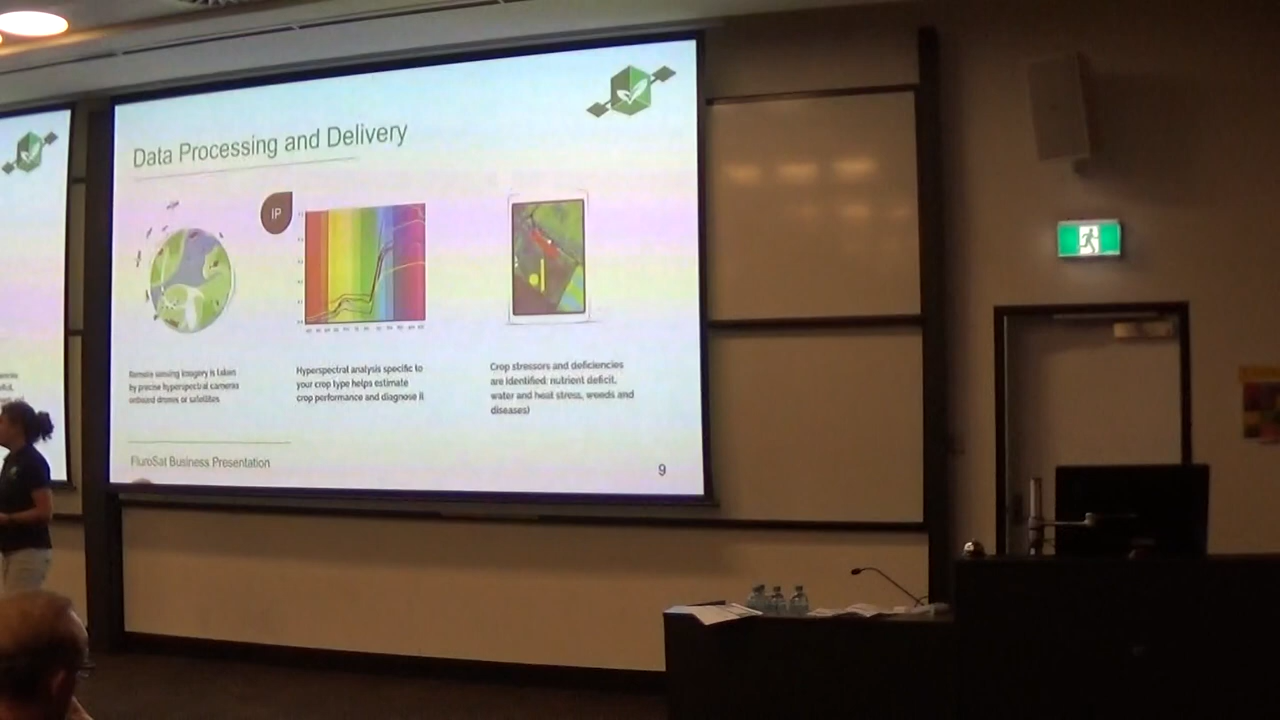 Data Processing and Delivery
IP
Remote sensing imagery is taken
by precise hyperspectral cameras
onboard drones or satellites
Hyperspectral analysis specific to
your crop type helps estimate
crop performance and diagnose it
Crop stressors and deficiencies
are identified: nutrient deficit,
water and heat stress, weeds and
diseases)
FluroSat Business Presentation
9